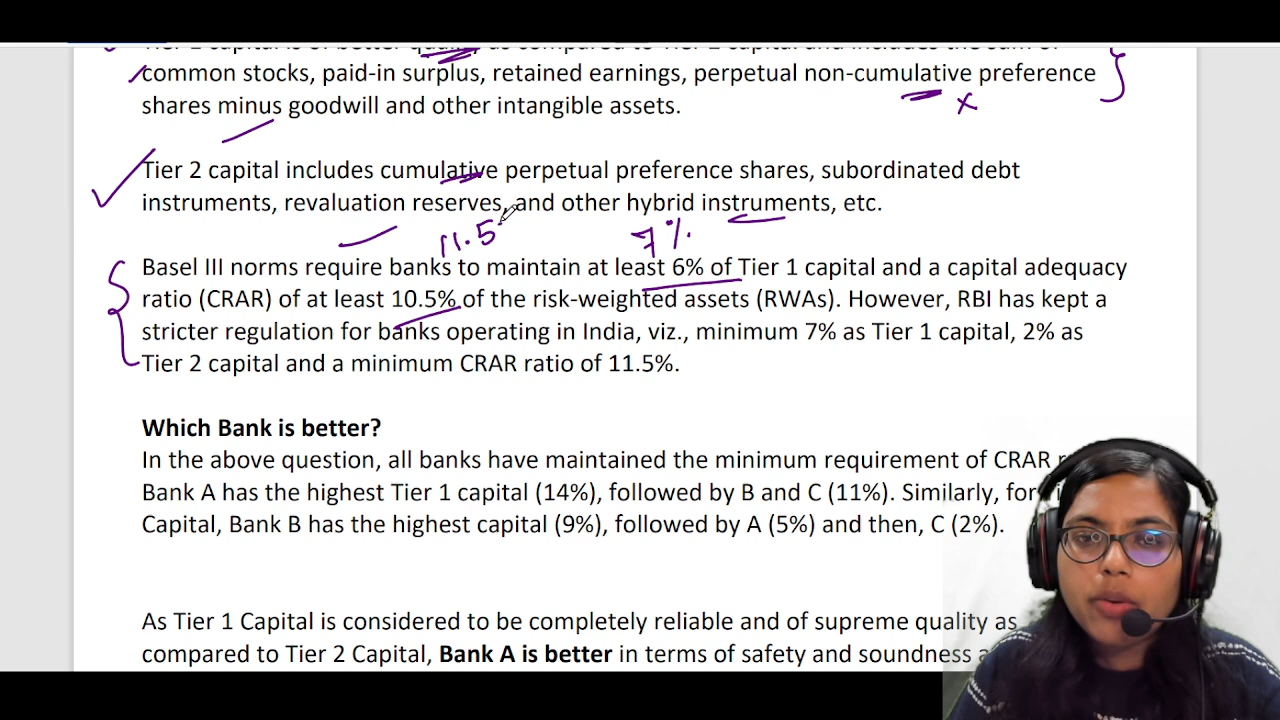 common stocks, paid-in surplus, retained earnings, perpetual non-cumulative preference
shares minus goodwill and other intangible assets.
Tier 2 capital includes cumulative perpetual preference shares, subordinated debt
instruments, revaluation reserves, and other hybrid instruments, etc.
11.5 7%
Basel III norms require banks to maintain at least 6% of Tier 1 capital and a capital adequacy
ratio (CRAR) of at least 10.5% of the risk-weighted assets (RWAs). However, RBI has kept a
stricter regulation for banks operating in India, viz., minimum 7% as Tier 1 capital, 2% as
Tier 2 capital and a minimum CRAR ratio of 11.5%.
Which Bank is better?
In the above question, all banks have maintained the minimum requirement of CRAR
Bank A has the highest Tier 1 capital (14%), followed by B and C (11%). Similarly, for
Capital, Bank B has the highest capital (9%), followed by A (5%) and then, C (2%).
As Tier 1 Capital is considered to be completely reliable and of supreme quality as
compared to Tier 2 Capital, Bank A is better in terms of safety and soundness